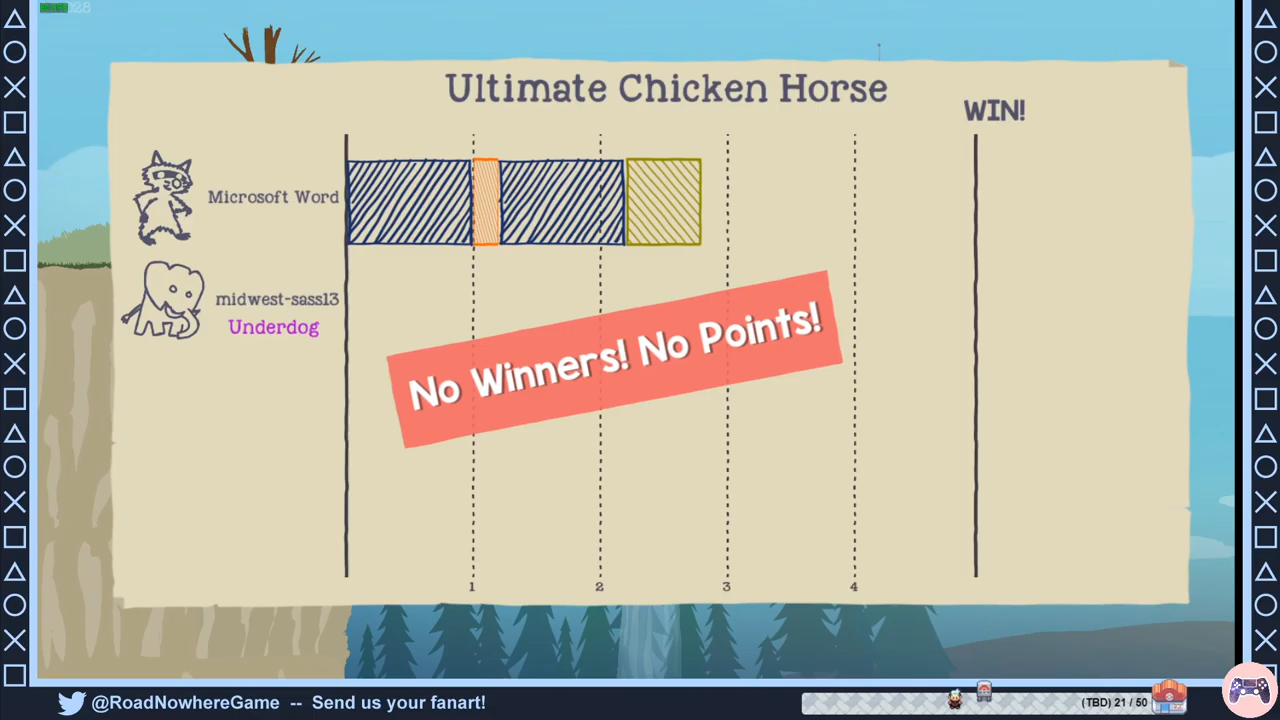 Ultimate Chicken Horse
WIN!
Microsoft Word
midwest-sass13
Underdog
No Winners! No Points!
1 2 3 4
@RoadNowhereGame -- Send us your fanart!
(TBD) 21 / 50